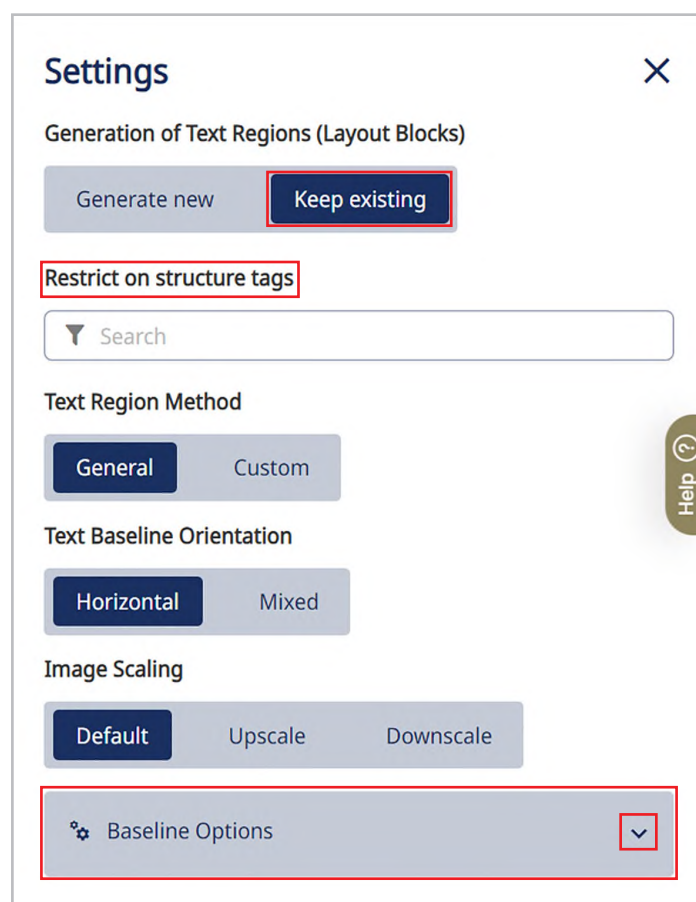 Settings
Generation of Text Regions (Layout Blocks)
Generate new Keep existing
Restrict on structure tags
Search
Text Region Method
General Custom
Help
Text Baseline Orientation
Horizontal Mixed
Image Scaling
Default Upscale Downscale
Baseline Options